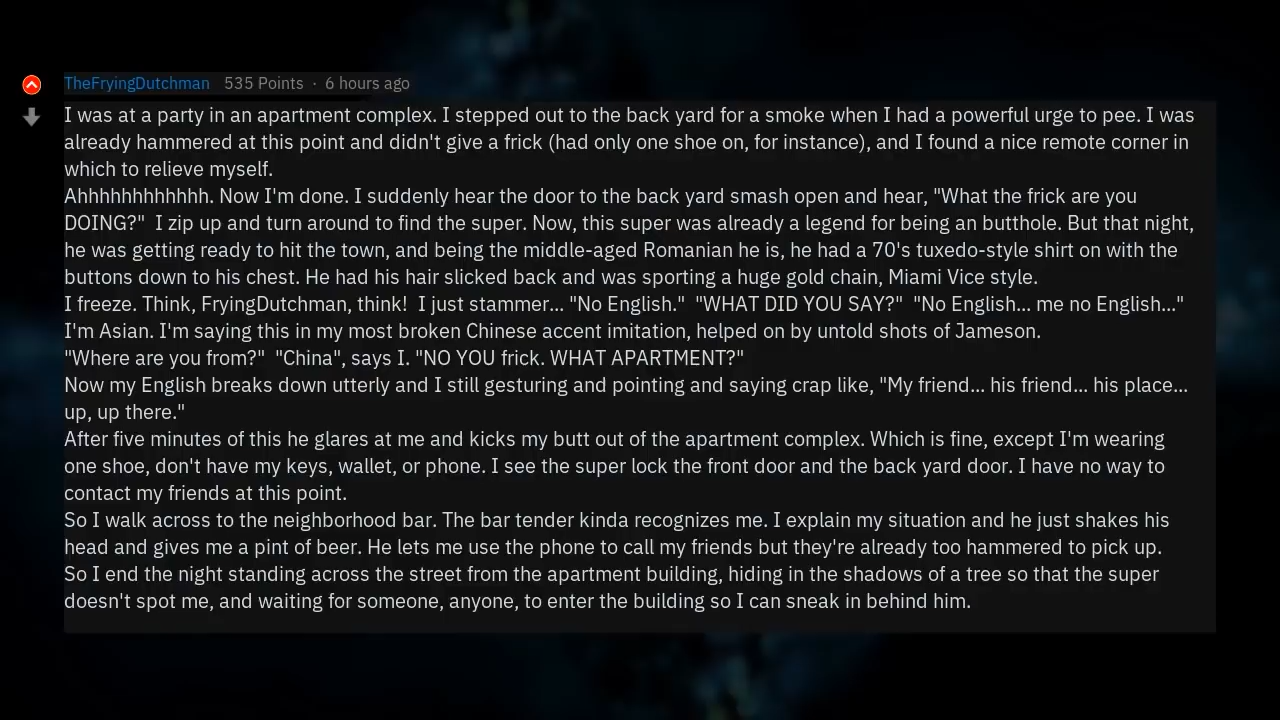 TheFryingDutchman 535 Points · 6 hours ago
I was at a party in an apartment complex. I stepped out to the back yard for a smoke when I had a powerful urge to pee. I was
already hammered at this point and didn't give a frick (had only one shoe on, for instance), and I found a nice remote corner in
which to relieve myself.
Ahhhhhhhhhhhh. Now I'm done. I suddenly hear the door to the back yard smash open and hear, "What the frick are you
DOING?"  I zip up and turn around to find the super. Now, this super was already a legend for being an butthole. But that night,
he was getting ready to hit the town, and being the middle-aged Romanian he is, he had a 70's tuxedo-style shirt on with the
buttons down to his chest. He had his hair slicked back and was sporting a huge gold chain, Miami Vice style.
I freeze. Think, FryingDutchman, think!  I just stammer... "No English."  "WHAT DID YOU SAY?"  "No English... me no English..."
I'm Asian. I'm saying this in my most broken Chinese accent imitation, helped on by untold shots of Jameson.
"Where are you from?"  "China", says I. "NO YOU frick. WHAT APARTMENT?"
Now my English breaks down utterly and I still gesturing and pointing and saying crap like, "My friend... his friend... his place...
up, up there."
After five minutes of this he glares at me and kicks my butt out of the apartment complex. Which is fine, except I'm wearing
one shoe, don't have my keys, wallet, or phone. I see the super lock the front door and the back yard door. I have no way to
contact my friends at this point.
So I walk across to the neighborhood bar. The bar tender kinda recognizes me. I explain my situation and he just shakes his
head and gives me a pint of beer. He lets me use the phone to call my friends but they're already too hammered to pick up.
So I end the night standing across the street from the apartment building, hiding in the shadows of a tree so that the super
doesn't spot me, and waiting for someone, anyone, to enter the building so I can sneak in behind him.